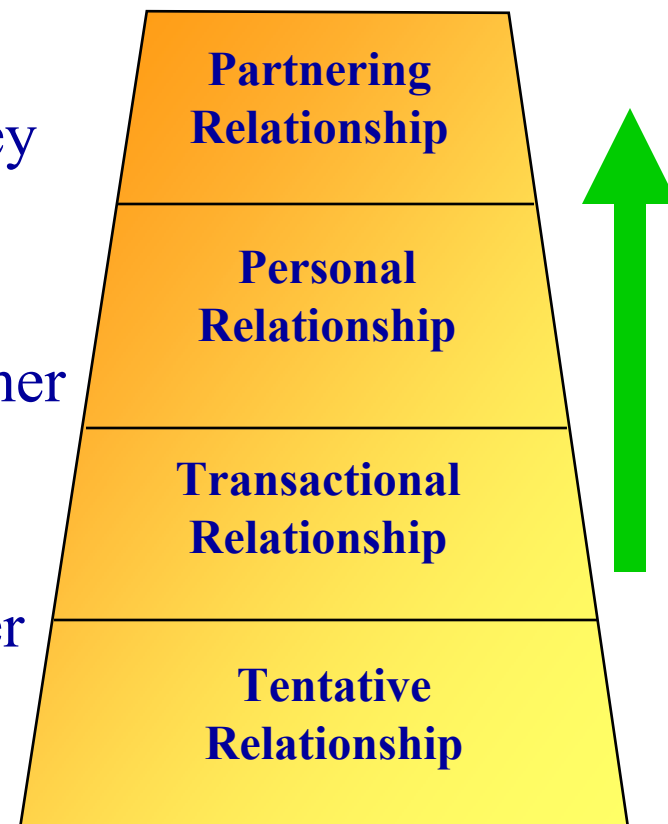 Partnering
Relationship
Personal
Relationship
Transactional
Relationship
Tentative
Relationship